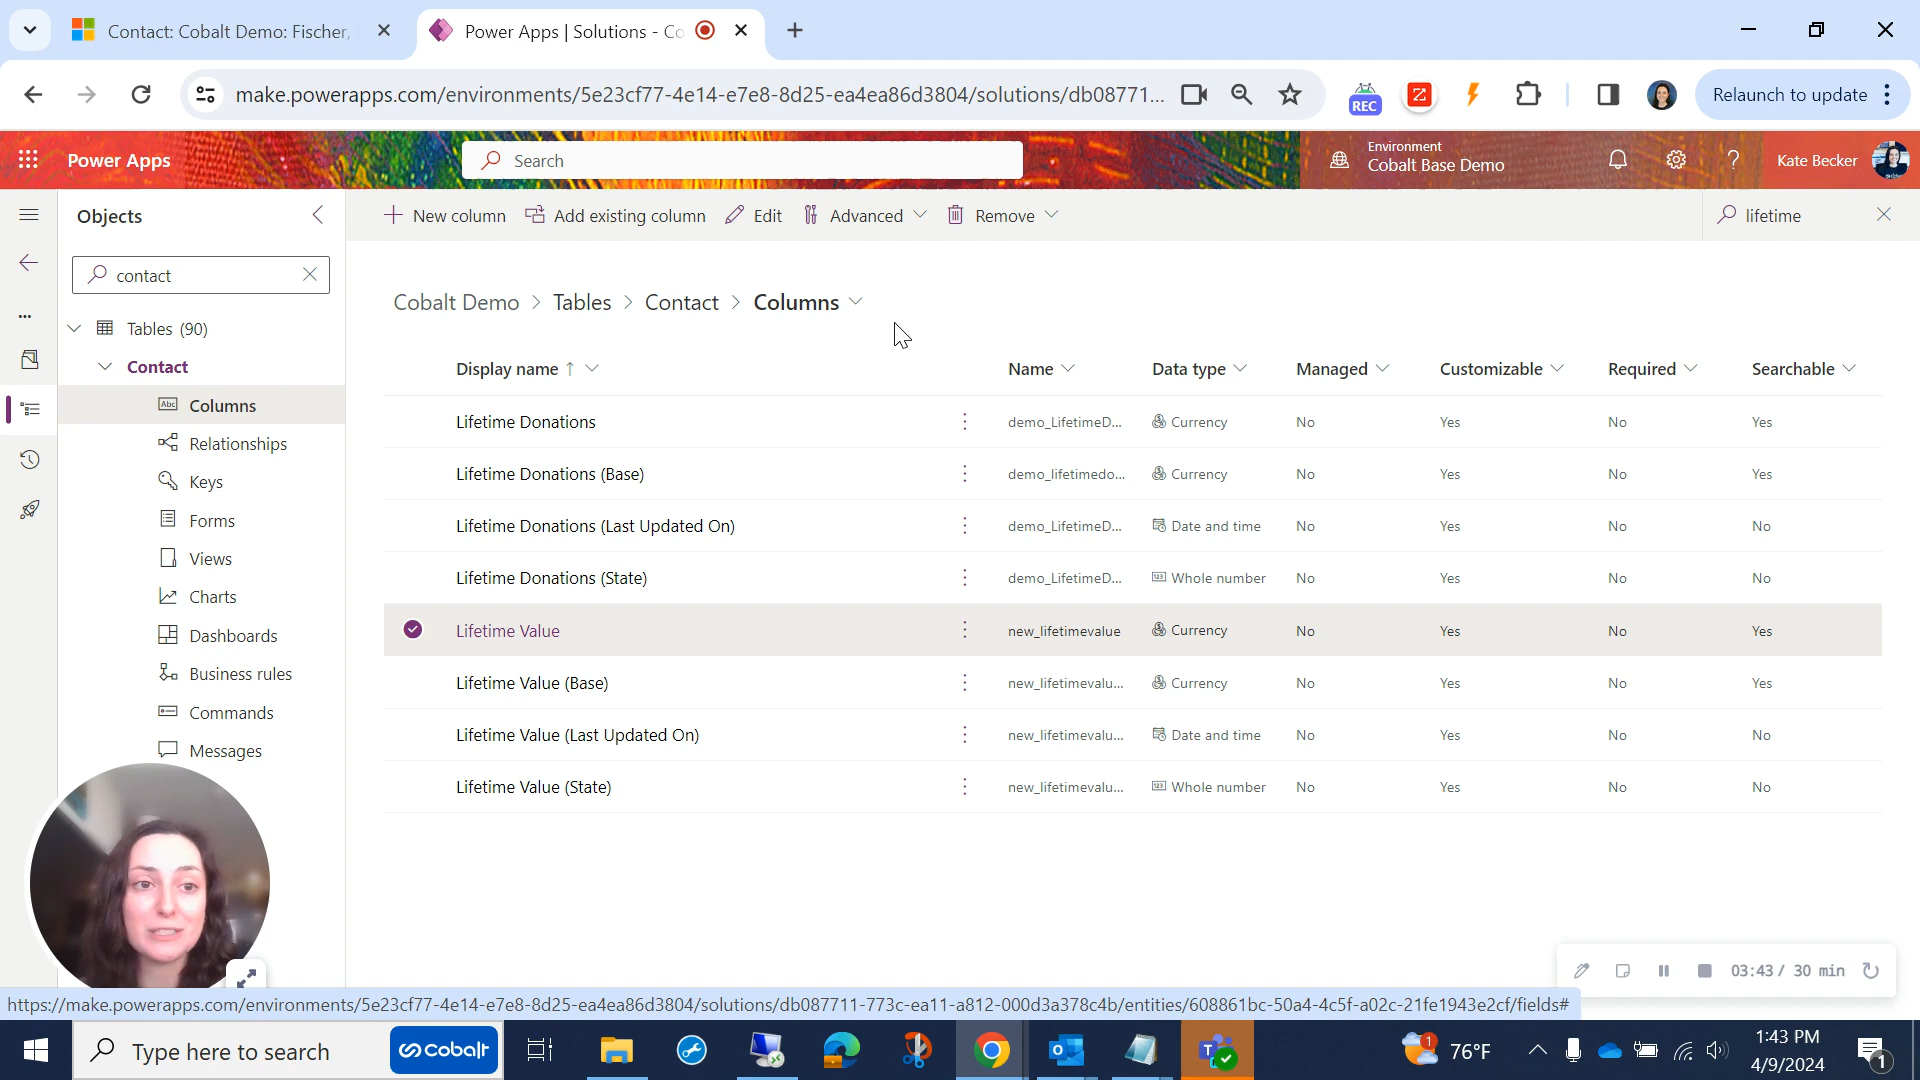 Contact: Cobalt Demo: Fischer,
Power Apps | Solutions - Co
make.powerapps.com/environments/5e23cf77-4e14-e7e8-8d25-ea4ea86d3804/solutions/db08771...
REC
Relaunch to update
Power Apps
Search
Environment
Cobalt Base Demo
Kate Becker
Objects
New column
Add existing column
Edit
Advanced
Remove
lifetime
contact
Cobalt Demo > Tables > Contact > Columns
Tables (90)
Contact
Columns
Relationships
Keys
Forms
Views
Charts
Dashboards
Business rules
Commands
Messages
Display name ↑ Name Data type Managed Customizable Required Searchable
Lifetime Donations demo_LifetimeD... Currency No Yes No Yes
Lifetime Donations (Base) demo_lifetimedo... Currency No Yes No Yes
Lifetime Donations (Last Updated On) demo_LifetimeD... Date and time No Yes No No
Lifetime Donations (State) demo_LifetimeD... Whole number No Yes No No
Lifetime Value new_lifetimevalue Currency No Yes No Yes
Lifetime Value (Base) new_lifetimevalu... Currency No Yes No Yes
Lifetime Value (Last Updated On) new_lifetimevalu... Date and time No Yes No No
Lifetime Value (State) new_lifetimevalu... Whole number No Yes No No
03:43 / 30 min
https://make.powerapps.com/environments/5e23cf77-4e14-e7e8-8d25-ea4ea86d3804/solutions/db087711-773c-ea11-a812-000d3a378c4b/entities/608861bc-50a4-4c5f-a02c-21fe1943e2cf/fields#
Type here to search
Cobalt
1
76°F
1:43 PM
4/9/2024
1